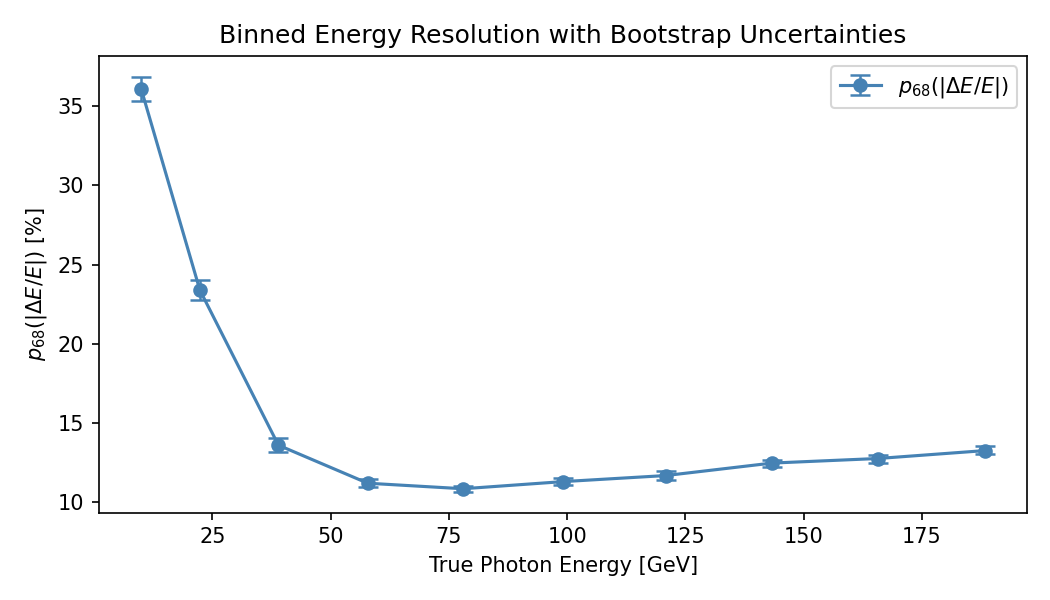 Binned Energy Resolution with Bootstrap Uncertainties
p₆₈(|ΔE/E|)
p₆₈(|ΔE/E|) [%]
35
30
25
20
15
10
25 50 75 100 125 150 175
True Photon Energy [GeV]